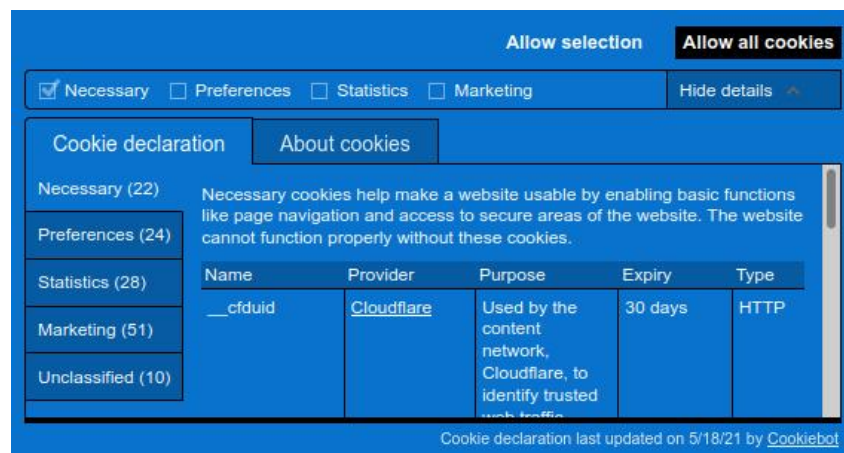 Allow selection
Allow all cookies
Necessary
Preferences
Statistics
Marketing
Hide details
Cookie declaration
About cookies
Necessary (22)
Preferences (24)
Statistics (28)
Marketing (51)
Unclassified (10)
Necessary cookies help make a website usable by enabling basic functions
like page navigation and access to secure areas of the website. The website
cannot function properly without these cookies.
Name Provider Purpose Expiry Type
__cfduid Cloudflare Used by the 30 days HTTP
content
network,
Cloudflare, to
identify trusted
web traffic
Cookie declaration last updated on 5/18/21 by Cookiebot